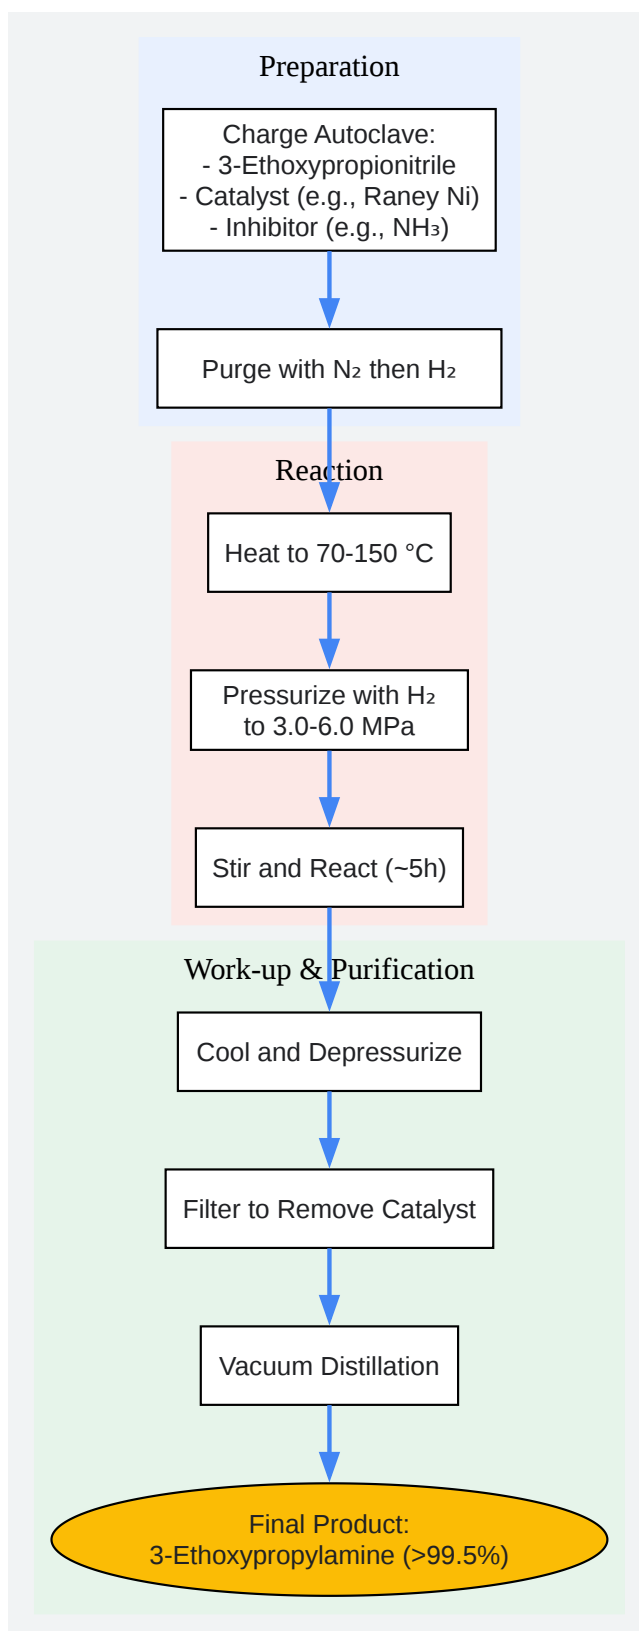 Preparation
Charge Autoclave:
- 3-Ethoxypropionitrile
- Catalyst (e.g., Raney Ni)
- Inhibitor (e.g., NH₃)
Purge with N₂ then H₂
Reaction
Heat to 70-150 °C
Pressurize with H₂
to 3.0-6.0 MPa
Stir and React (~5h)
Work-up & Purification
Cool and Depressurize
Filter to Remove Catalyst
Vacuum Distillation
Final Product:
3-Ethoxypropylamine (>99.5%)